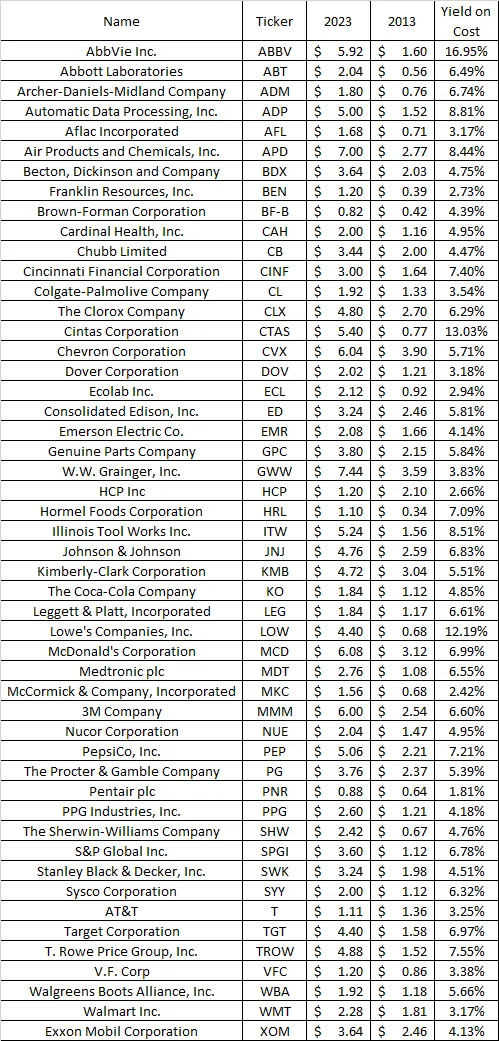 Name Ticker 2023 2013 Yield on Cost
AbbVie Inc. ABBV $ 5.92 $ 1.60 16.95%
Abbott Laboratories ABT $ 2.04 $ 0.56 6.49%
Archer-Daniels-Midland Company ADM $ 1.80 $ 0.76 6.74%
Automatic Data Processing, Inc. ADP $ 5.00 $ 1.52 8.81%
Aflac Incorporated AFL $ 1.68 $ 0.71 3.17%
Air Products and Chemicals, Inc. APD $ 7.00 $ 2.77 8.44%
Becton, Dickinson and Company BDX $ 3.64 $ 2.03 4.75%
Franklin Resources, Inc. BEN $ 1.20 $ 0.39 2.73%
Brown-Forman Corporation BF-B $ 0.82 $ 0.42 4.39%
Cardinal Health, Inc. CAH $ 2.00 $ 1.16 4.95%
Chubb Limited CB $ 3.44 $ 2.00 4.47%
Cincinnati Financial Corporation CINF $ 3.00 $ 1.64 7.40%
Colgate-Palmolive Company CL $ 1.92 $ 1.33 3.54%
The Clorox Company CLX $ 4.80 $ 2.70 6.29%
Cintas Corporation CTAS $ 5.40 $ 0.77 13.03%
Chevron Corporation CVX $ 6.04 $ 3.90 5.71%
Dover Corporation DOV $ 2.02 $ 1.21 3.18%
Ecolab Inc. ECL $ 2.12 $ 0.92 2.94%
Consolidated Edison, Inc. ED $ 3.24 $ 2.46 5.81%
Emerson Electric Co. EMR $ 2.08 $ 1.66 4.14%
Genuine Parts Company GPC $ 3.80 $ 2.15 5.84%
W.W. Grainger, Inc. GWW $ 7.44 $ 3.59 3.83%
HCP Inc HCP $ 1.20 $ 2.10 2.66%
Hormel Foods Corporation HRL $ 1.10 $ 0.34 7.09%
Illinois Tool Works Inc. ITW $ 5.24 $ 1.56 8.51%
Johnson & Johnson JNJ $ 4.76 $ 2.59 6.83%
Kimberly-Clark Corporation KMB $ 4.72 $ 3.04 5.51%
The Coca-Cola Company KO $ 1.84 $ 1.12 4.85%
Leggett & Platt, Incorporated LEG $ 1.84 $ 1.17 6.61%
Lowe's Companies, Inc. LOW $ 4.40 $ 0.68 12.19%
McDonald's Corporation MCD $ 6.08 $ 3.12 6.99%
Medtronic plc MDT $ 2.76 $ 1.08 6.55%
McCormick & Company, Incorporated MKC $ 1.56 $ 0.68 2.42%
3M Company MMM $ 6.00 $ 2.54 6.60%
Nucor Corporation NUE $ 2.04 $ 1.47 4.95%
PepsiCo, Inc. PEP $ 5.06 $ 2.21 7.21%
The Procter & Gamble Company PG $ 3.76 $ 2.37 5.39%
Pentair plc PNR $ 0.88 $ 0.64 1.81%
PPG Industries, Inc. PPG $ 2.60 $ 1.21 4.18%
The Sherwin-Williams Company SHW $ 2.42 $ 0.67 4.76%
S&P Global Inc. SPGI $ 3.60 $ 1.12 6.78%
Stanley Black & Decker, Inc. SWK $ 3.24 $ 1.98 4.51%
Sysco Corporation SYY $ 2.00 $ 1.12 6.32%
AT&T T $ 1.11 $ 1.36 3.25%
Target Corporation TGT $ 4.40 $ 1.58 6.97%
T. Rowe Price Group, Inc. TROW $ 4.88 $ 1.52 7.55%
V.F. Corp VFC $ 1.20 $ 0.86 3.38%
Walgreens Boots Alliance, Inc. WBA $ 1.92 $ 1.18 5.66%
Walmart Inc. WMT $ 2.28 $ 1.81 3.17%
Exxon Mobil Corporation XOM $ 3.64 $ 2.46 4.13%